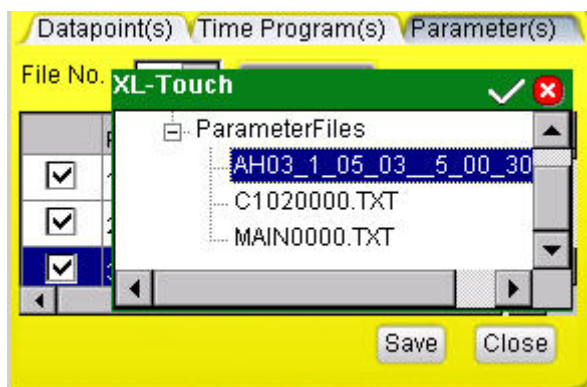 Datapoint(s) Time Program(s) Parameter(s)
File No.
XL-Touch
ParameterFiles
AH03_1_05_03__5_00_30
C1020000.TXT
MAIN0000.TXT
Save Close